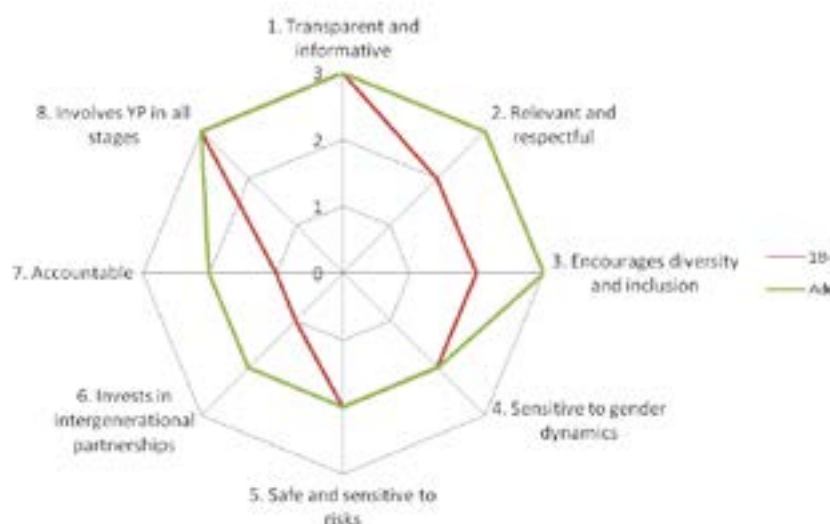 1. Transparent and
informative
3
8. Involves YP in all
stages
2. Relevant and
respectful
2
1
7. Accountable
0
3. Encourages diversity
and inclusion
6. Invests in
intergenerational
partnerships
4. Sensitive to gender
dynamics
5. Safe and sensitive to
risks